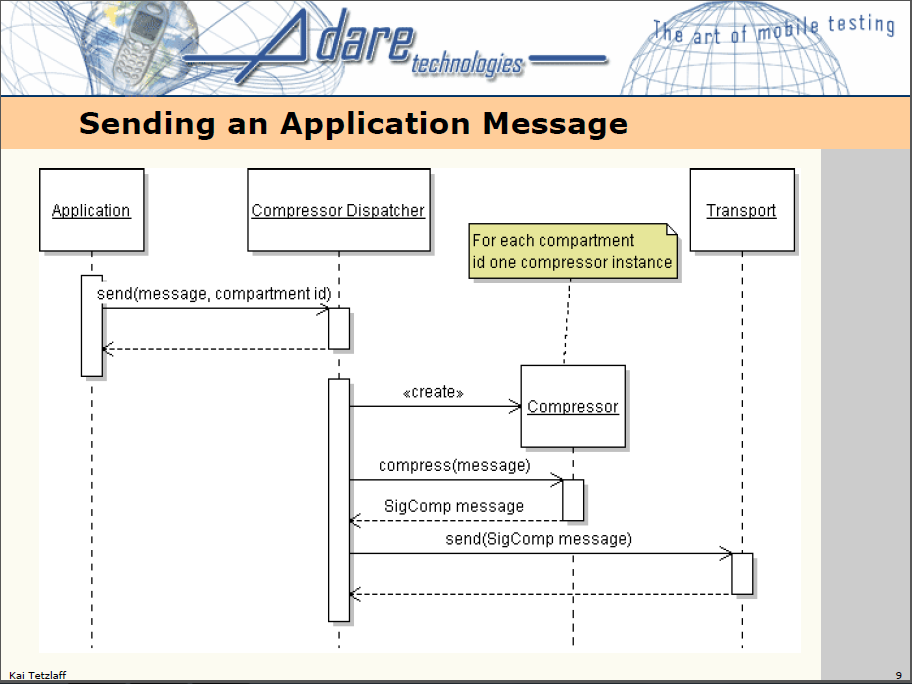 Adare
technologies
The art of mobile testing
Sending an Application Message
Application
Compressor Dispatcher
Transport
For each compartment
id one compressor instance
send(message, compartment id)
«create»
Compressor
compress(message)
SigComp message
send(SigComp message)
Kai Tetzlaff
9